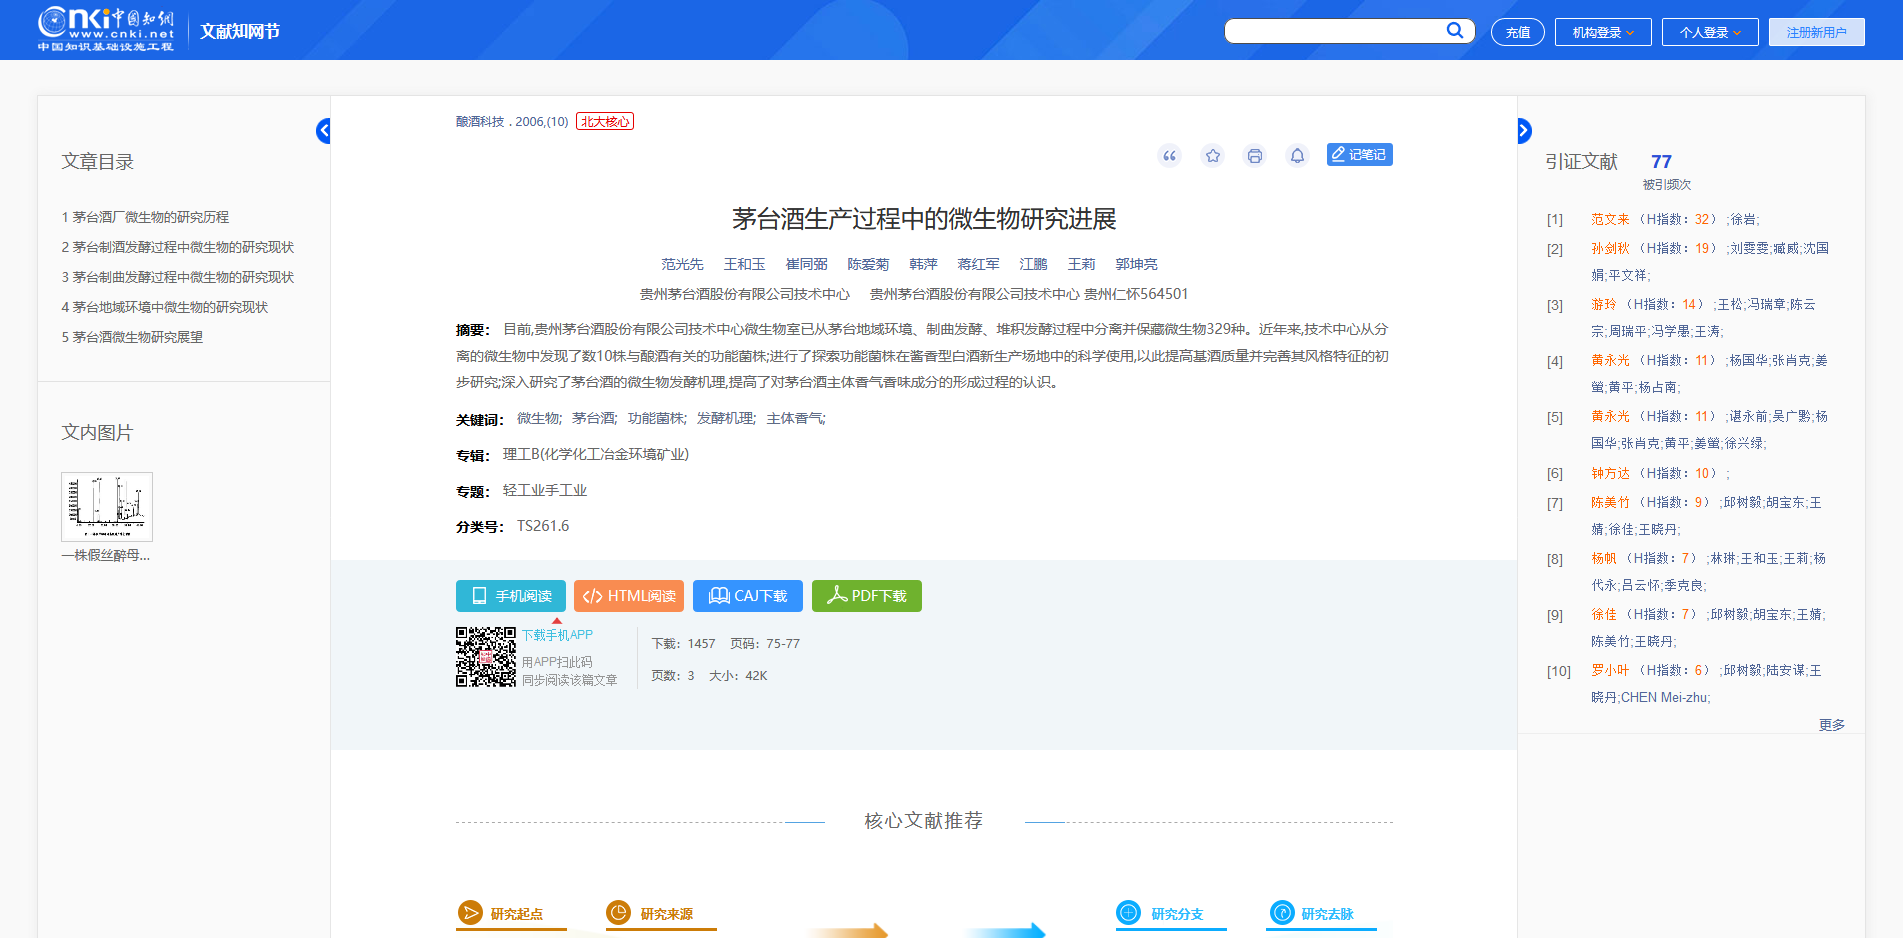 Cnki中国知网
www.cnki.net
中国知识基础设施工程
文献知网节
充值
机构登录
个人登录
注册新用户
文章目录
1 茅台酒厂微生物的研究历程
2 茅台制酒发酵过程中微生物的研究现状
3 茅台制曲发酵过程中微生物的研究现状
4 茅台地域环境中微生物的研究现状
5 茅台酒微生物研究展望
文内图片
一株假丝醉母...
酿酒科技 . 2006,(10) 北大核心
记笔记
茅台酒生产过程中的微生物研究进展
范光先 王和玉 崔同弼 陈爱菊 韩萍 蒋红军 江鹏 王莉 郭坤亮
贵州茅台酒股份有限公司技术中心 贵州茅台酒股份有限公司技术中心 贵州仁怀564501
摘要： 目前,贵州茅台酒股份有限公司技术中心微生物室已从茅台地域环境、制曲发酵、堆积发酵过程中分离并保藏微生物329种。近年来,技术中心从分
离的微生物中发现了数10株与酿酒有关的功能菌株;进行了探索功能菌株在酱香型白酒新生产场地中的科学使用,以此提高基酒质量并完善其风格特征的初
步研究;深入研究了茅台酒的微生物发酵机理,提高了对茅台酒主体香气香味成分的形成过程的认识。
关键词： 微生物; 茅台酒; 功能菌株; 发酵机理; 主体香气;
专辑： 理工B(化学化工冶金环境矿业)
专题： 轻工业手工业
分类号： TS261.6
手机阅读
HTML阅读
CAJ下载
PDF下载
下载手机APP
用APP扫此码
同步阅读该篇文章
下载：1457 页码：75-77
页数：3 大小：42K
核心文献推荐
研究起点
研究来源
研究分支
研究去脉
引证文献 77
被引频次
[1] 范文来 （H指数：32） ;徐岩;
[2] 孙剑秋 （H指数：19） ;刘雯雯;臧威;沈国
娟;平文祥;
[3] 游玲 （H指数：14） ;王松;冯瑞章;陈云
宗;周瑞平;冯学愚;王涛;
[4] 黄永光 （H指数：11） ;杨国华;张肖克;姜
螢;黄平;杨占南;
[5] 黄永光 （H指数：11） ;谌永前;吴广黔;杨
国华;张肖克;黄平;姜螢;徐兴绿;
[6] 钟方达 （H指数：10） ;
[7] 陈美竹 （H指数：9） ;邱树毅;胡宝东;王
婧;徐佳;王晓丹;
[8] 杨帆 （H指数：7） ;林琳;王和玉;王莉;杨
代永;吕云怀;季克良;
[9] 徐佳 （H指数：7） ;邱树毅;胡宝东;王婧;
陈美竹;王晓丹;
[10] 罗小叶 （H指数：6） ;邱树毅;陆安谋;王
晓丹;CHEN Mei-zhu;
更多